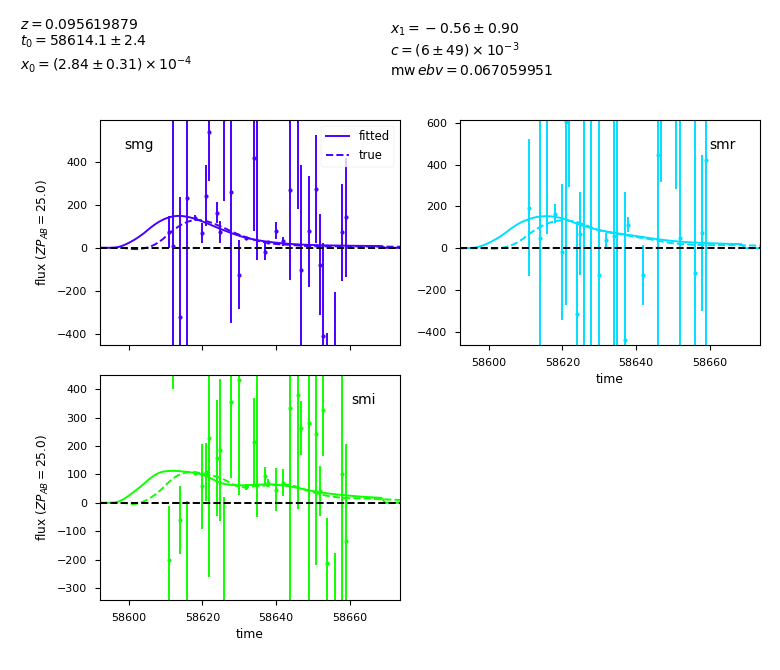 z = 0.095619879
t₀ = 58614.1 ± 2.4
x₀ = (2.84 ± 0.31) × 10⁻⁴
x₁ = −0.56 ± 0.90
c = (6 ± 49) × 10⁻³
mw ebv = 0.067059951
smg
fitted
true
400
200
0
−200
−400
flux (ZP_AB = 25.0)
smr
600
400
200
0
−200
−400
58600 58620 58640 58660
time
smi
400
300
200
100
0
−100
−200
−300
flux (ZP_AB = 25.0)
58600 58620 58640 58660
time